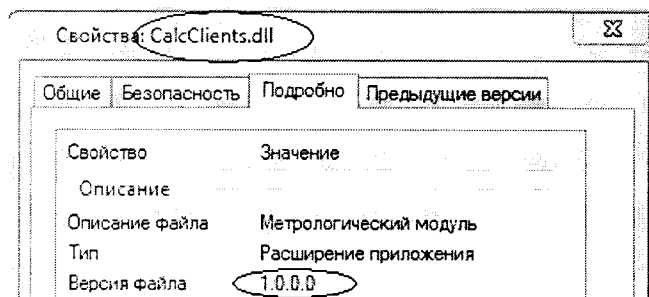 Свойства: CalcClients.dll
Общие Безопасность Подробно Предыдущие версии
Свойство Значение
Описание
Описание файла Метрологический модуль
Тип Расширение приложения
Версия файла 1.0.0.0